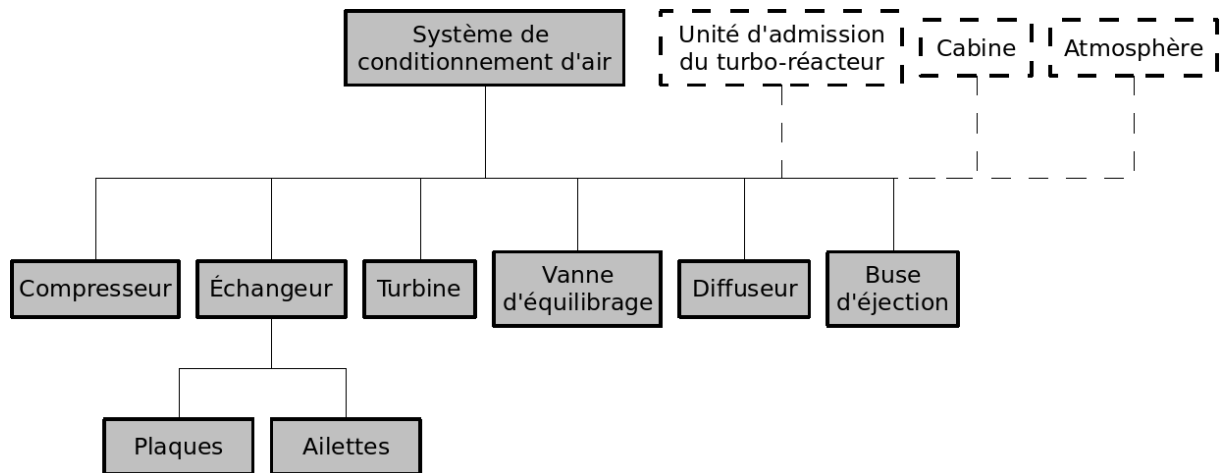 Système de
conditionnement d'air
Unité d'admission
du turbo-réacteur
Cabine
Atmosphère
Compresseur
Échangeur
Turbine
Vanne
d'équilibrage
Diffuseur
Buse
d'éjection
Plaques
Ailettes